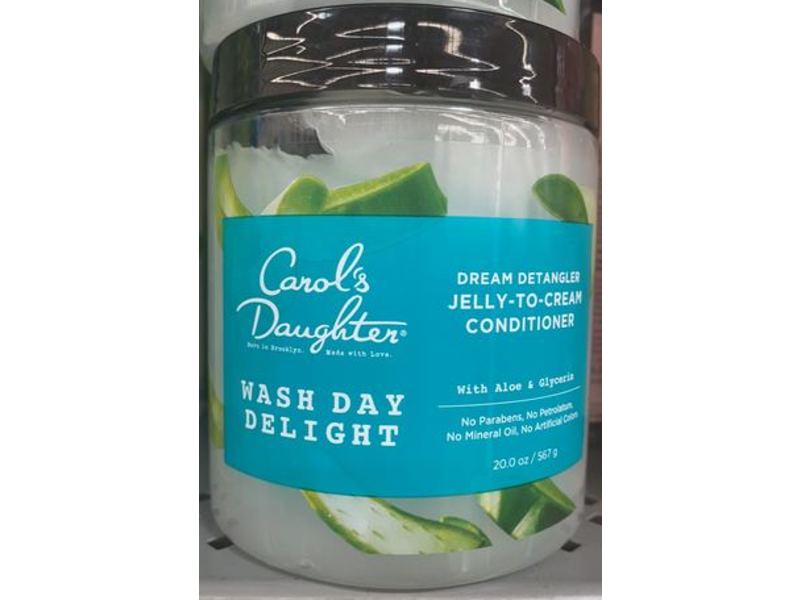 Carol's
Daughter®
Born in Brooklyn. Made with Love.
WASH DAY
DELIGHT
DREAM DETANGLER
JELLY-TO-CREAM
CONDITIONER
With Aloe & Glycerin
No Parabens, No Petrolatum,
No Mineral Oil, No Artificial Colors
20.0 oz / 567 g